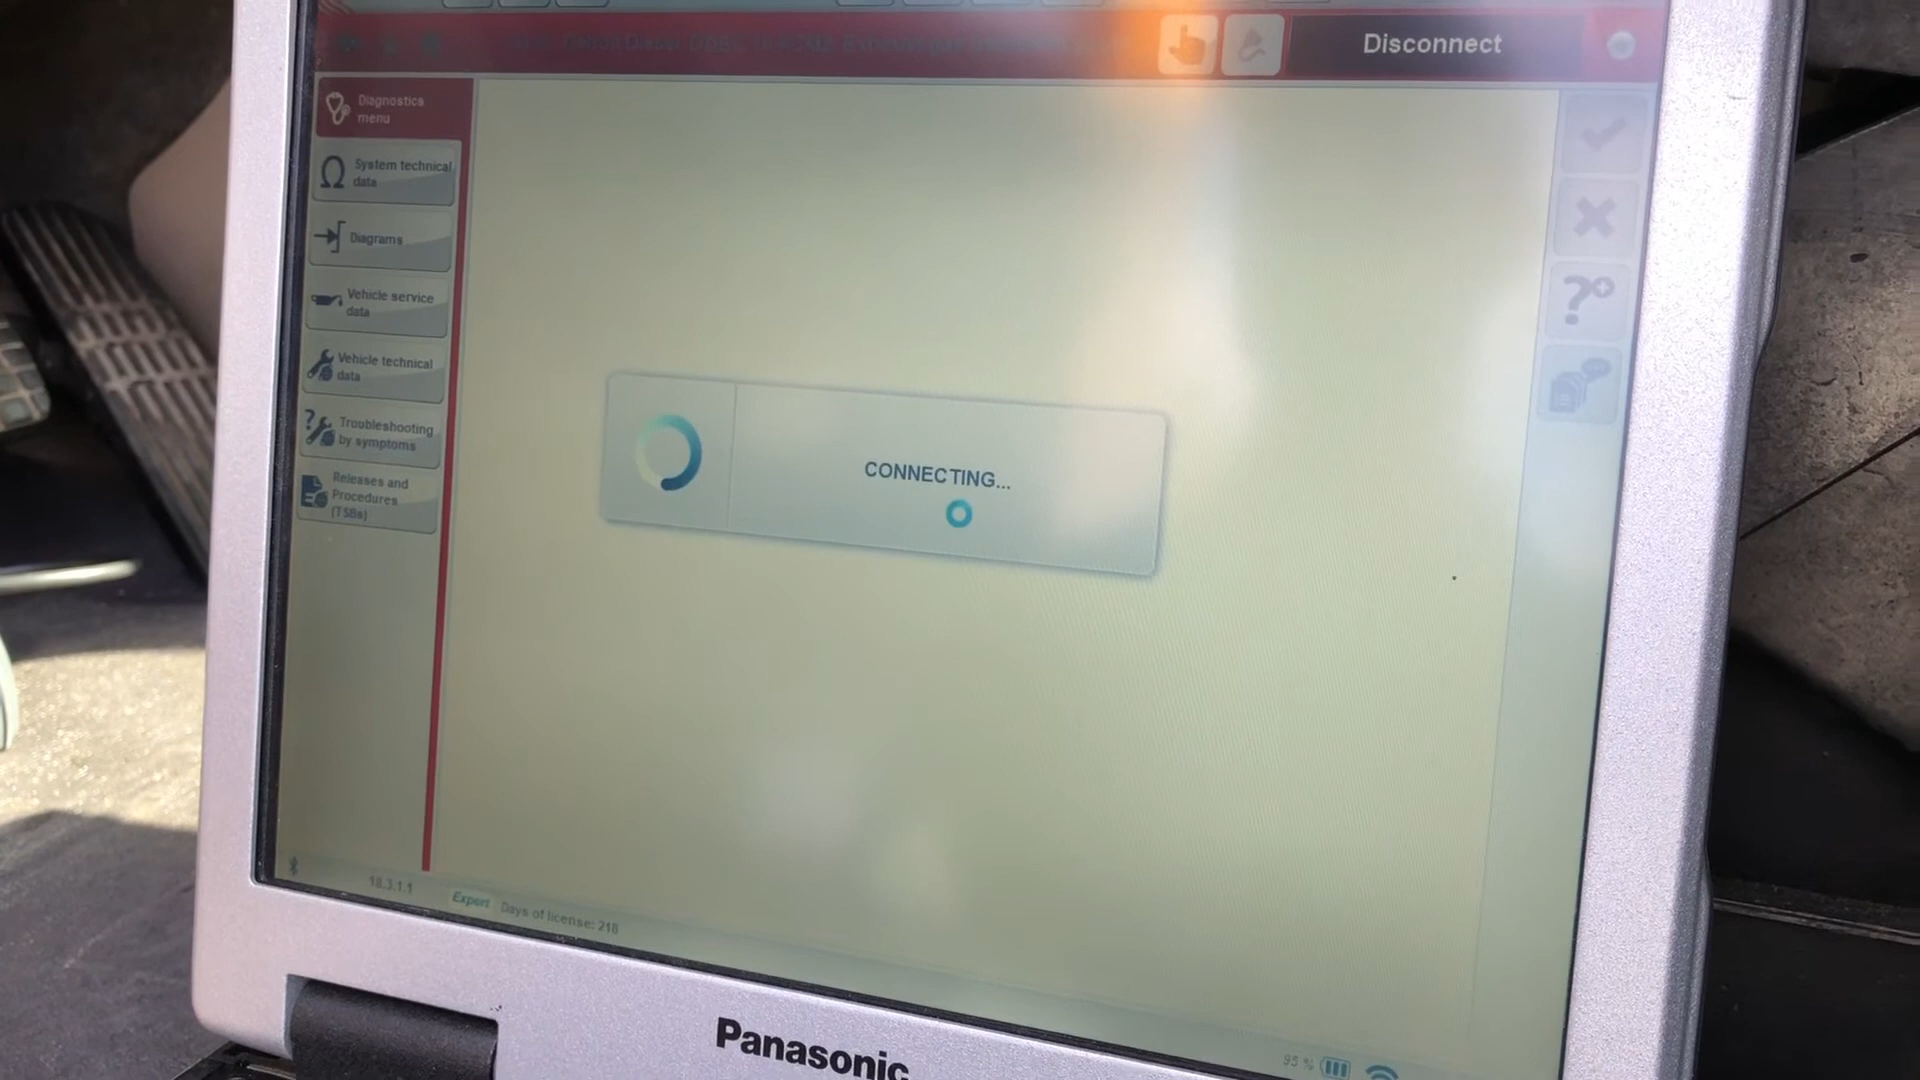 Disconnect
Diagnostics
menu
System technical
data
Diagrams
Vehicle service
data
Vehicle technical
data
Troubleshooting
by symptoms
Releases and
Procedures
(TSBs)
CONNECTING...
18.3.1.1
Expert
Days of license: 218
95 %
Panasonic